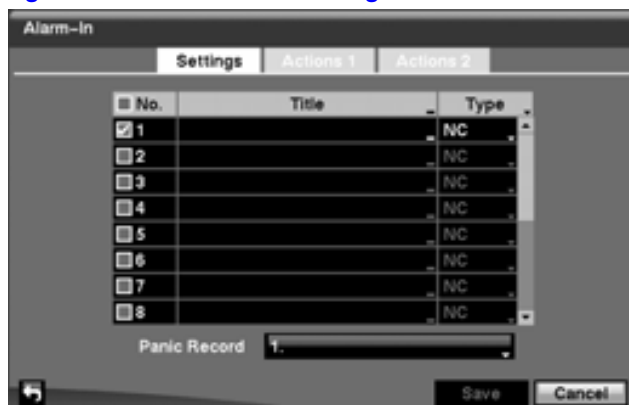 Alarm-In
Settings Actions 1 Actions 2
No. Title Type
1 NC
2 NC
3 NC
4 NC
5 NC
6 NC
7 NC
8 NC
Panic Record 1.
Save Cancel